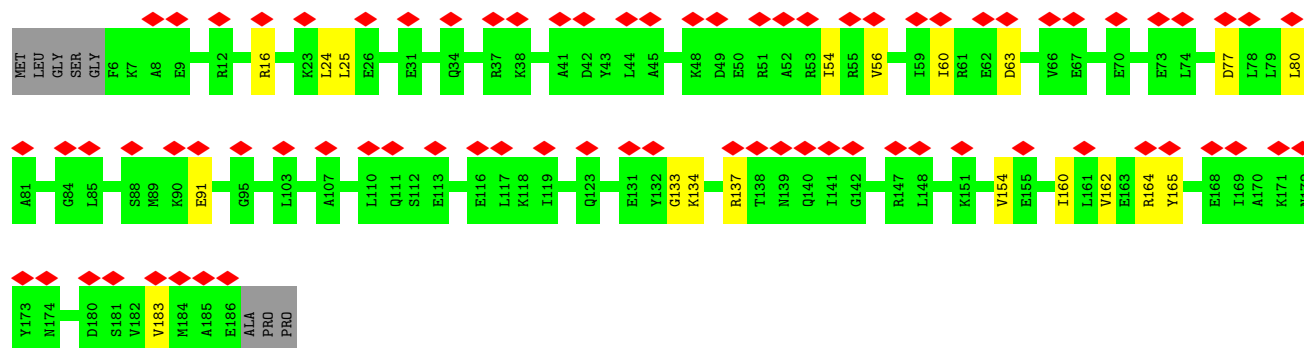 MET LEU GLY SER GLY F6 K7 A8 E9 R12 R16 K23 L24 L25 E26 E31 Q34 R37 K38 A41 D42 Y43 L44 A45 K48 D49 E50 R51 A52 R53 I54 R55 V56 I59 I60 R61 E62 D63 V66 E67 E70 E73 L74 D77 L78 L79 L80
A81 G84 L85 S88 M89 K90 E91 G95 L103 A107 L110 Q111 S112 E113 E116 L117 K118 I119 Q123 E131 Y132 G133 K134 R137 T138 N139 Q140 I141 G142 R147 L148 K151 V154 E155 I160 L161 V162 E163 R164 Y165 E168 I169 A170 K171
Y173 N174 D180 S181 V182 V183 M184 A185 E186 ALA PRO PRO